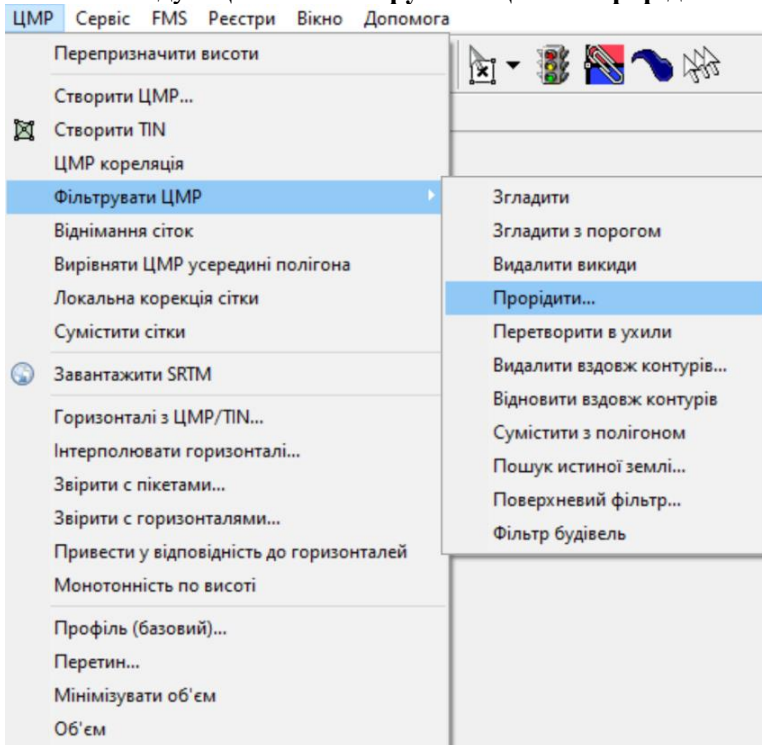 ЦМР Сервіс FMS Реєстри Вікно Допомога
Перепризначити висоти
Створити ЦМР...
Створити TIN
ЦМР кореляція
Фільтрувати ЦМР
Віднімання сіток
Вирівняти ЦМР усередині полігона
Локальна корекція сітки
Сумістити сітки
Завантажити SRTM
Горизонталі з ЦМР/TIN...
Інтерполювати горизонталі...
Звірити с пікетами...
Звірити с горизонталями...
Привести у відповідність до горизонталей
Монотонність по висоті
Профіль (базовий)...
Перетин...
Мінімізувати об'єм
Об'єм
Згладити
Згладити з порогом
Видалити викиди
Прорідити...
Перетворити в ухили
Видалити вздовж контурів...
Відновити вздовж контурів
Сумістити з полігоном
Пошук истиної землі...
Поверхневий фільтр...
Фільтр будівель